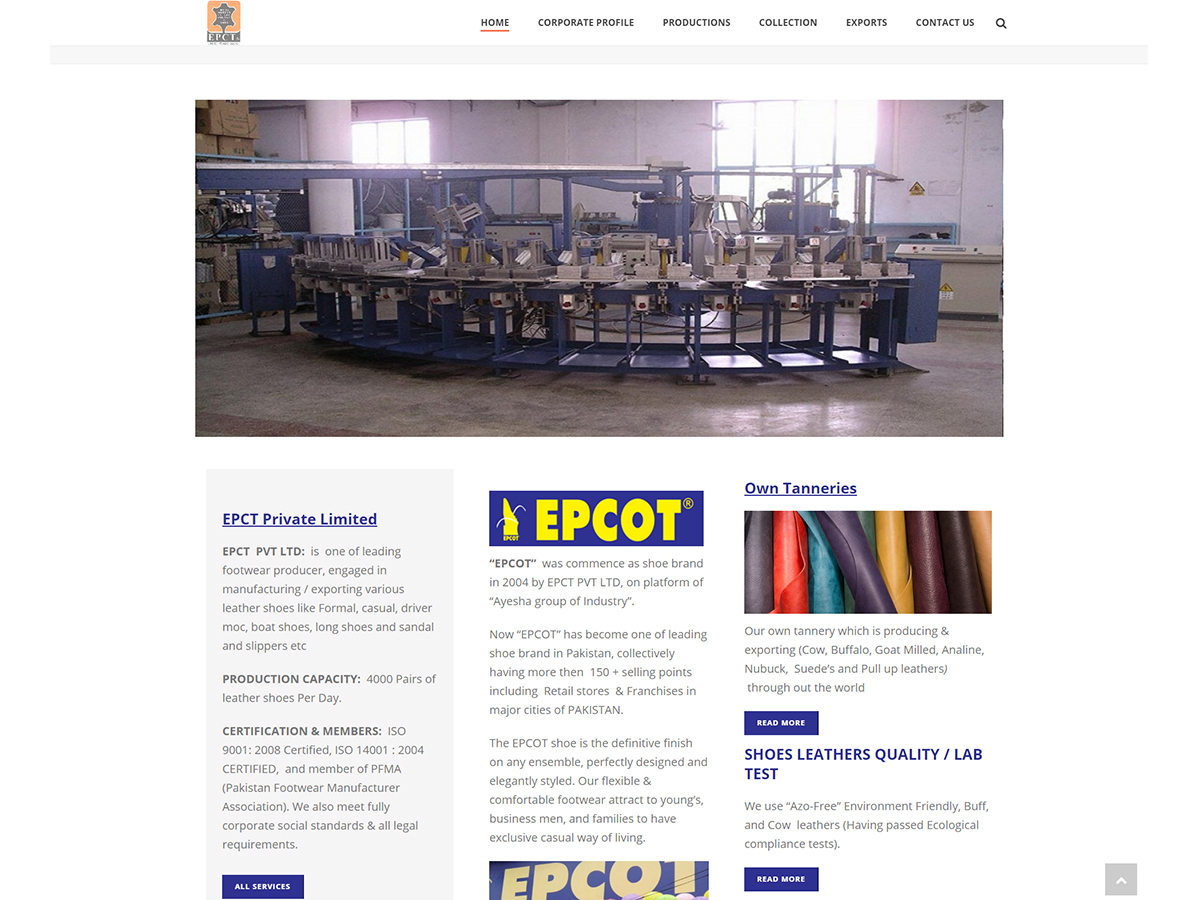 EPCT
HOME CORPORATE PROFILE PRODUCTIONS COLLECTION EXPORTS CONTACT US
EPCT Private Limited
EPCT PVT LTD: is one of leading
footwear producer, engaged in
manufacturing / exporting various
leather shoes like Formal, casual, driver
moc, boat shoes, long shoes and sandal
and slippers etc
PRODUCTION CAPACITY: 4000 Pairs of
leather shoes Per Day.
CERTIFICATION & MEMBERS: ISO
9001: 2008 Certified, ISO 14001 : 2004
CERTIFIED, and member of PFMA
(Pakistan Footwear Manufacturer
Association). We also meet fully
corporate social standards & all legal
requirements.
ALL SERVICES
EPCOT EPCOT®
“EPCOT” was commence as shoe brand
in 2004 by EPCT PVT LTD, on platform of
“Ayesha group of Industry”.
Now “EPCOT” has become one of leading
shoe brand in Pakistan, collectively
having more then 150 + selling points
including Retail stores & Franchises in
major cities of PAKISTAN.
The EPCOT shoe is the definitive finish
on any ensemble, perfectly designed and
elegantly styled. Our flexible &
comfortable footwear attract to young’s,
business men, and families to have
exclusive casual way of living.
EPCOT
Own Tanneries
Our own tannery which is producing &
exporting (Cow, Buffalo, Goat Milled, Analine,
Nubuck, Suede’s and Pull up leathers)
through out the world
READ MORE
SHOES LEATHERS QUALITY / LAB
TEST
We use “Azo-Free” Environment Friendly, Buff,
and Cow leathers (Having passed Ecological
compliance tests).
READ MORE